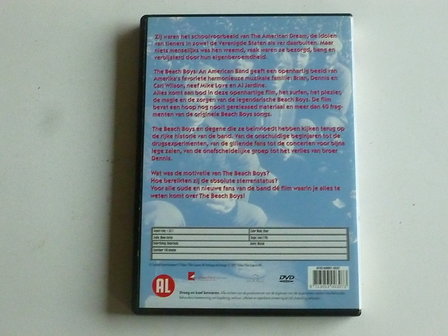 Zij waren het schoolvoorbeeld van The American Dream, de idolen
van tieners in zowel de Verenigde Staten als ver daarbuiten. Maar
niets menselijks was hen vreemd, vaak waren ze bezorgd, bang en
verbijsterd door hun eigen beroemdheid.
The Beach Boys: An American Band geeft een openhartig beeld van
Amerika's favoriete harmonieuze muzikale familie: Brian, Dennis en
Carl Wilson, neef Mike Love en Al Jardine.
Alles komt aan bod in deze openhartige film, het surfen, het plezier,
de magie en de zorgen van de legendarische Beach Boys. De film
bevat een hoop nog nooit gereleased materiaal en meer dan 40 frag-
menten van de originele Beach Boys songs.
The Beach Boys en degene die ze beinvloedt hebben kijken terug op
de rijke historie van de band. Van de onschuldige beginjaren tot de
drugsexperimenten, van de gillende fans tot de concerten voor bijna
lege zalen, van de onafscheidelijke groep tot het verlies van broer
Dennis.
Wat was de motivatie van The Beach Boys?
Hoe bereikten zij de absolute sterrenstatus?
Voor alle oude en nieuwe fans van de band dé film waarin je alles te
weten komt over The Beach Boys!
AL
DVD
VIDEO